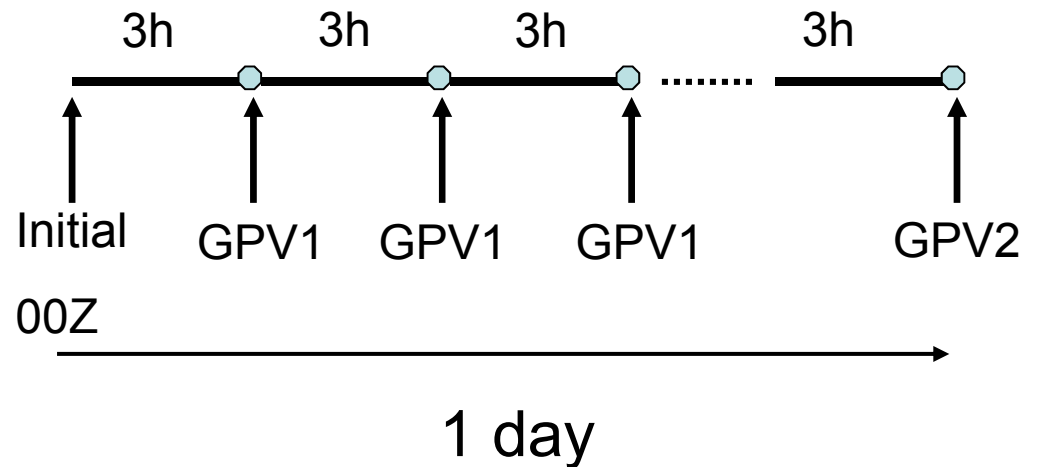 3h 3h 3h 3h
Initial GPV1 GPV1 GPV1 GPV2
00Z
1 day